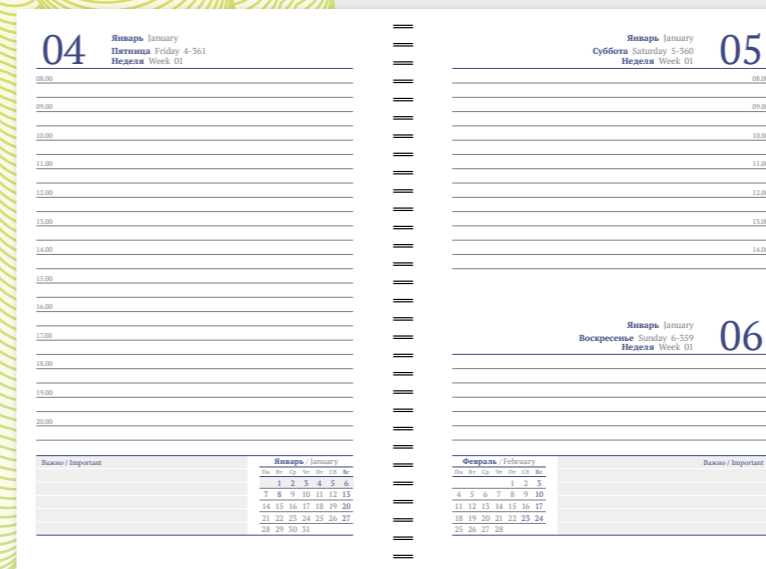 04
Январь January
Пятница Friday 4-361
Неделя Week 01
08.00
09.00
10.00
11.00
12.00
13.00
14.00
15.00
16.00
17.00
18.00
19.00
20.00
Важно / Important
Январь / January
Пн Вт Ср Чт Пт Сб Вс
1 2 3 4 5 6
7 8 9 10 11 12 13
14 15 16 17 18 19 20
21 22 23 24 25 26 27
28 29 30 31
Январь January
Суббота Saturday 5-360
Неделя Week 01
05
08.0
09.0
10.0
11.0
12.0
13.0
14.0
Январь January
Воскресенье Sunday 6-359
Неделя Week 01
06
Февраль / February
Пн Вт Ср Чт Пт Сб Вс
1 2 3
4 5 6 7 8 9 10
11 12 13 14 15 16 17
18 19 20 21 22 23 24
25 26 27 28
Важно / Important